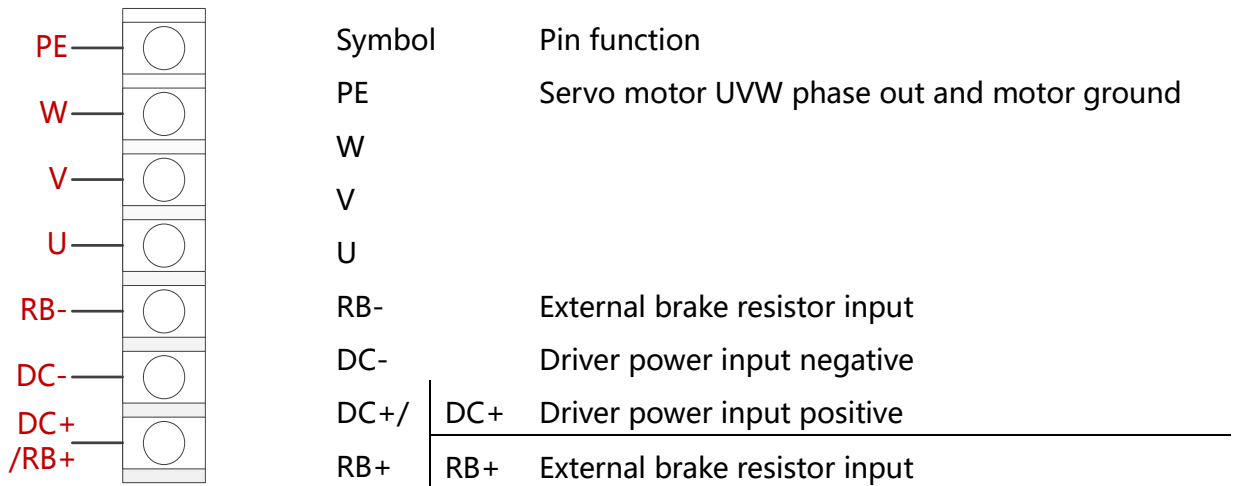 PE
W
V
U
RB-
DC-
DC+
/RB+
Symbol Pin function
PE Servo motor UVW phase out and motor ground
W
V
U
RB- External brake resistor input
DC- Driver power input negative
DC+/ DC+ Driver power input positive
RB+ RB+ External brake resistor input